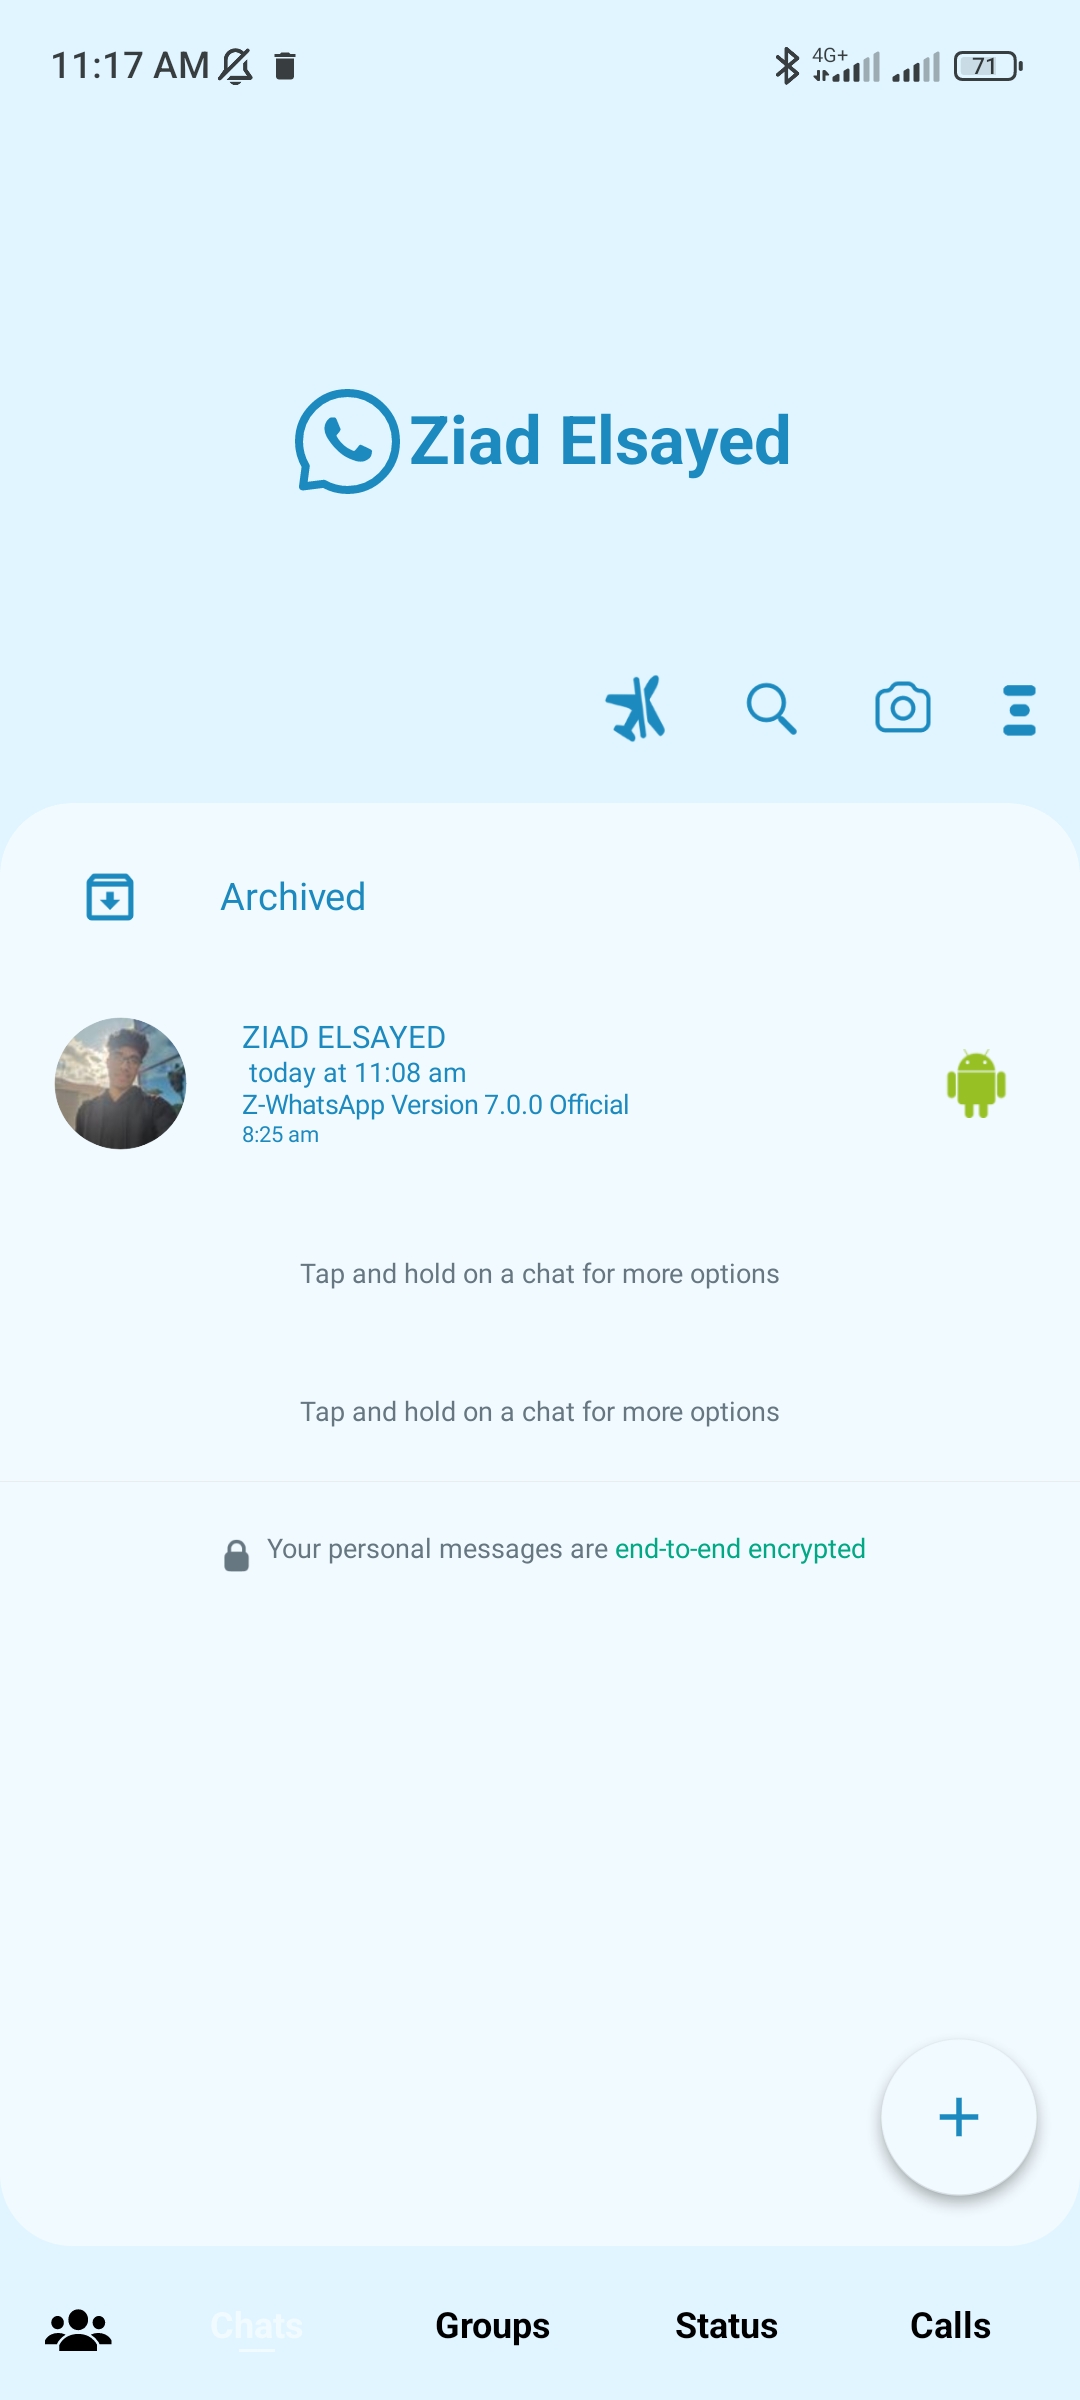 11:17 AM
4G+
71
Ziad Elsayed
Archived
ZIAD ELSAYED
today at 11:08 am
Z-WhatsApp Version 7.0.0 Official
8:25 am
Tap and hold on a chat for more options
Tap and hold on a chat for more options
Your personal messages are end-to-end encrypted
Chats Groups Status Calls